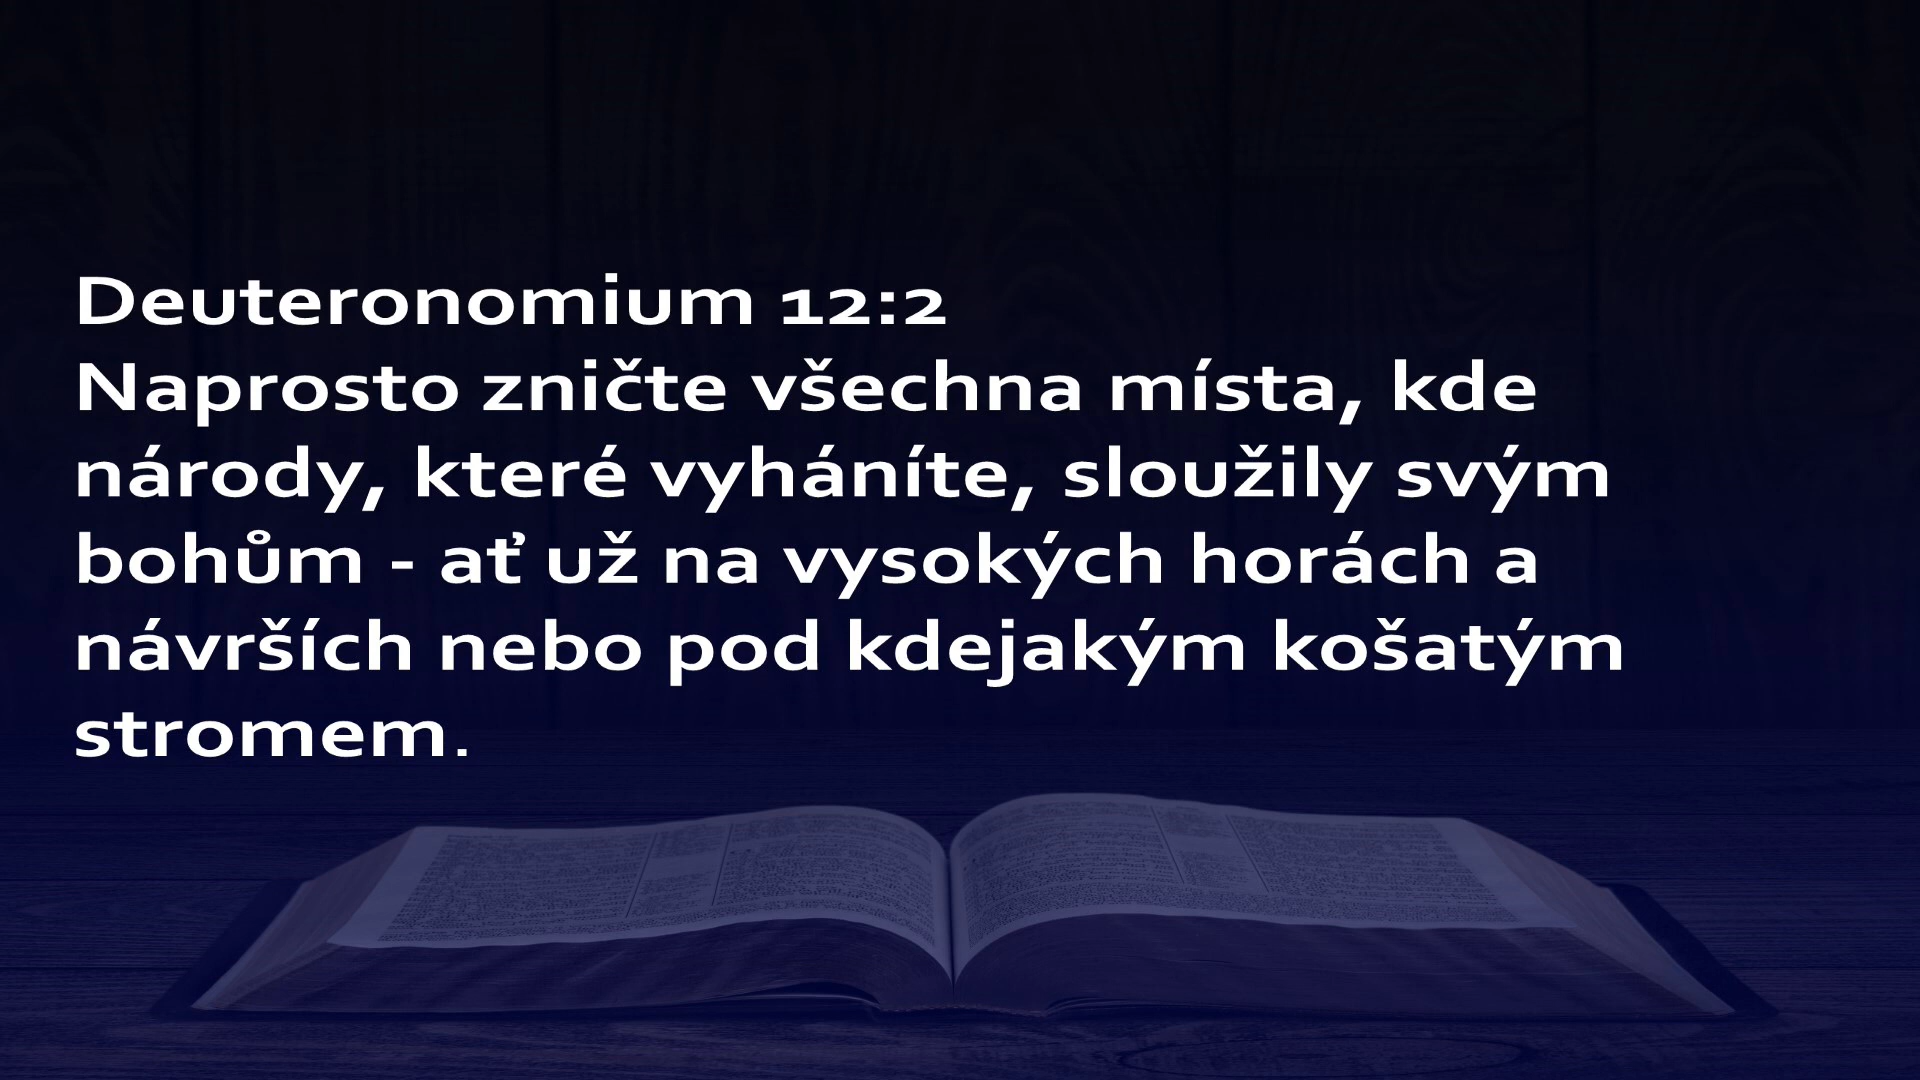 Deuteronomium 12:2
Naprosto zničte všechna místa, kde
národy, které vyháníte, sloužily svým
bohům - ať už na vysokých horách a
návrších nebo pod kdejakým košatým
stromem.